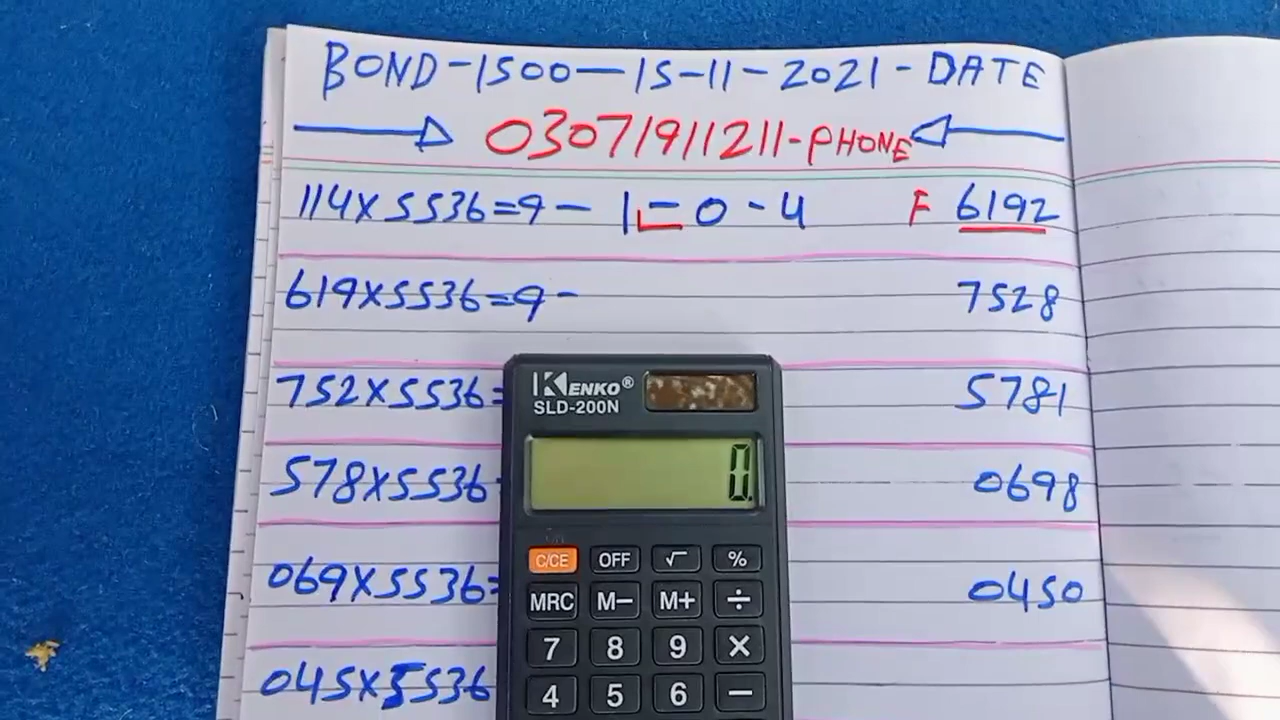 BOND-1500-15-11-2021-DATE
03071911211-PHONE
114X5536=9-1-0-4 F 6192
619X5536=9- 7528
752X5536= 5781
578X5536 0698
069X5536= 0450
045X5536
KENKO®
SLD-200N
0.
C/CE OFF √ %
MRC M- M+ ÷
7 8 9 X
4 5 6 -